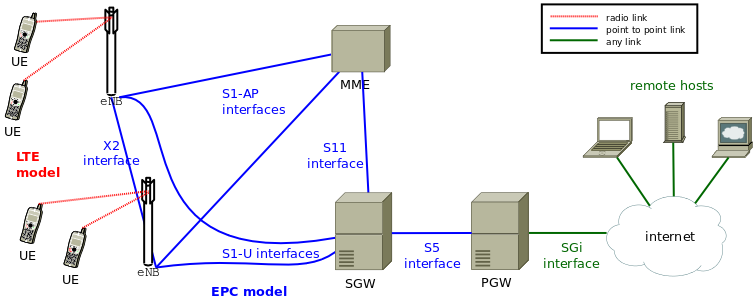 radio link
point to point link
any link
UE
UE
eNB
MME
remote hosts
S1-AP
interfaces
X2
interface
S11
interface
LTE
model
UE
UE
eNB
S1-U interfaces
EPC model
SGW
S5
interface
PGW
SGi
interface
internet